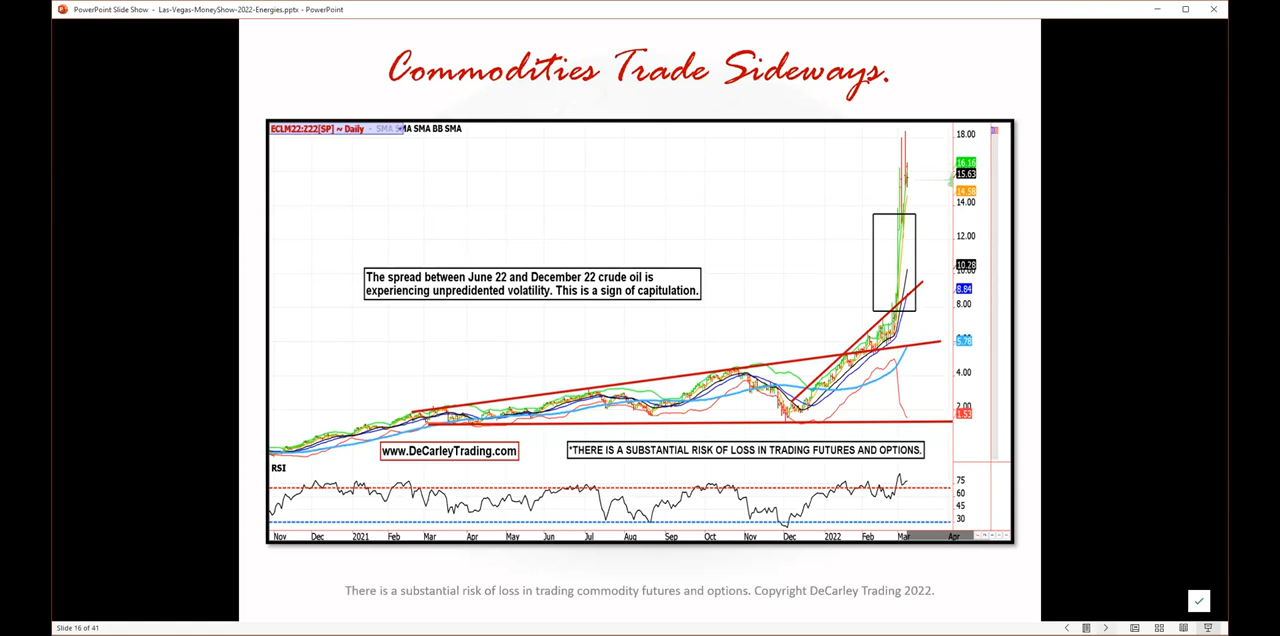 PowerPoint Slide Show - Las-Vegas-MoneyShow-2022-Energies.pptx - PowerPoint
Commodities Trade Sideways.
ECLM22:Z22[SP] ~ Daily - SMA SMA SMA BB SMA
18.00
16.16
15.63
14.58
14.00
12.00
10.28
10.00
The spread between June 22 and December 22 crude oil is
experiencing unpredidented volatility. This is a sign of capitulation.
8.84
8.00
5.78
4.00
2.00
1.53
www.DeCarleyTrading.com
*THERE IS A SUBSTANTIAL RISK OF LOSS IN TRADING FUTURES AND OPTIONS.
RSI
75
60
45
30
Nov Dec 2021 Feb Mar Apr May Jun Jul Aug Sep Oct Nov Dec 2022 Feb Mar Apr
There is a substantial risk of loss in trading commodity futures and options. Copyright DeCarley Trading 2022.
Slide 16 of 41